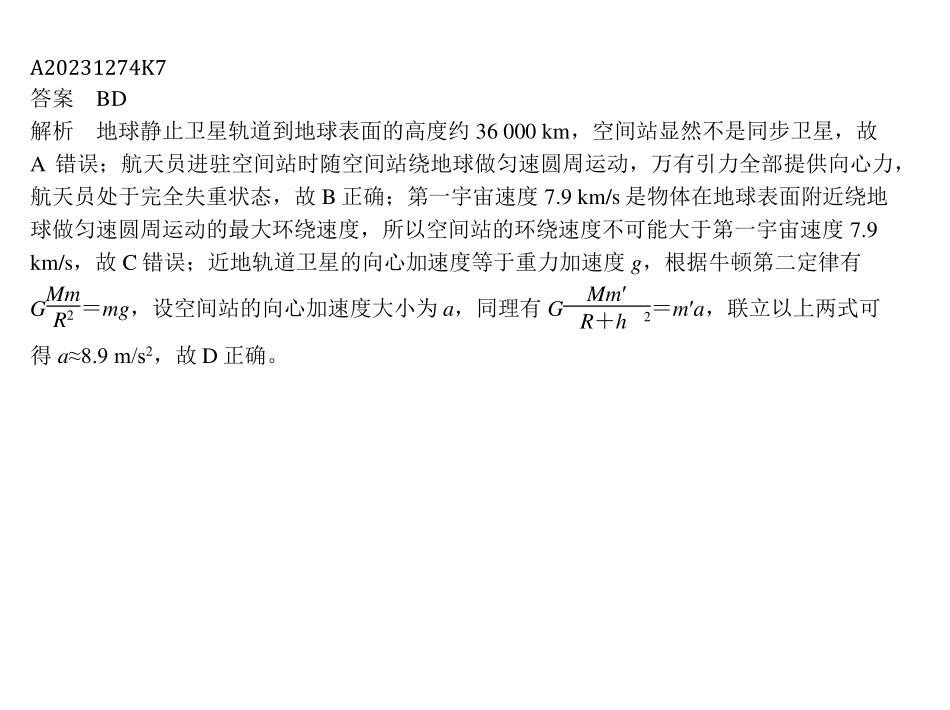 A20231274K7
答案　BD
解析　地球静止卫星轨道到地球表面的高度约 36 000 km，空间站显然不是同步卫星，故
A 错误；航天员进驻空间站时随空间站绕地球做匀速圆周运动，万有引力全部提供向心力，
航天员处于完全失重状态，故 B 正确；第一宇宙速度 7.9 km/s 是物体在地球表面附近绕地
球做匀速圆周运动的最大环绕速度，所以空间站的环绕速度不可能大于第一宇宙速度 7.9
km/s，故 C 错误；近地轨道卫星的向心加速度等于重力加速度 g，根据牛顿第二定律有
G\frac{Mm}{R^2}＝mg，设空间站的向心加速度大小为 a，同理有 G\frac{Mm′}{R＋h ^2}＝m′a，联立以上两式可
得 a≈8.9 m/s²，故 D 正确。